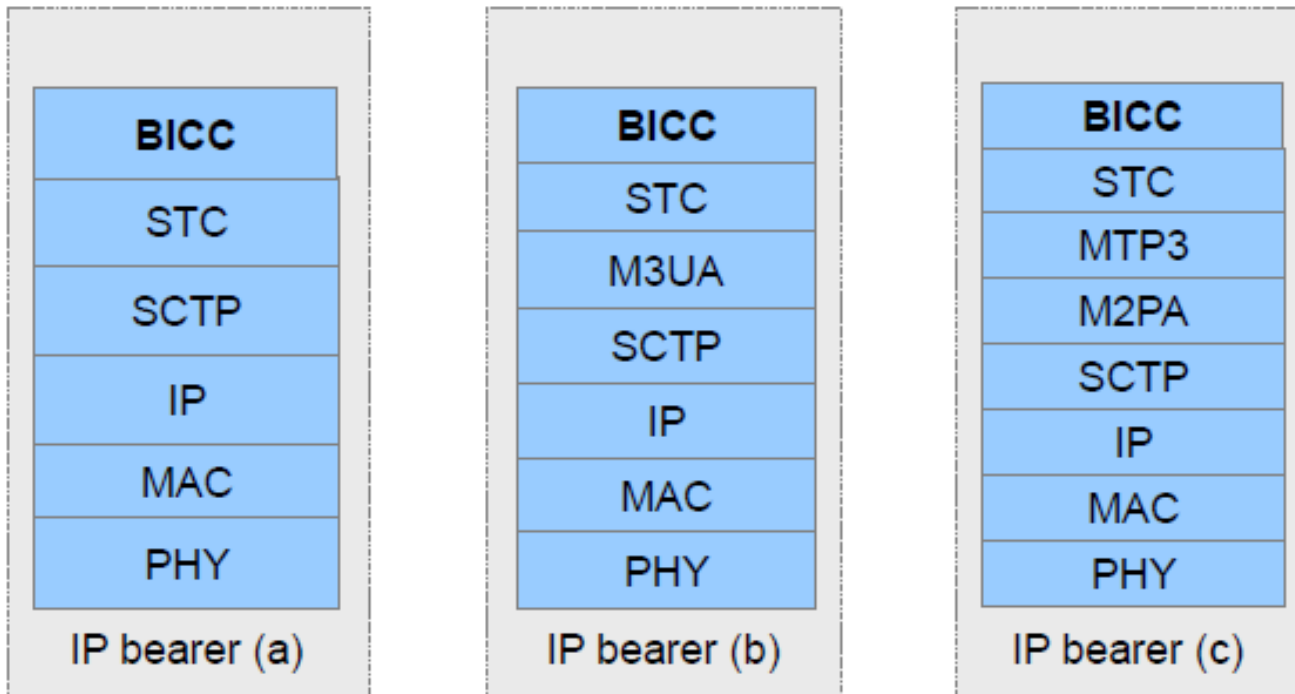 BICC
STC
SCTP
IP
MAC
PHY
IP bearer (a)
BICC
STC
M3UA
SCTP
IP
MAC
PHY
IP bearer (b)
BICC
STC
MTP3
M2PA
SCTP
IP
MAC
PHY
IP bearer (c)